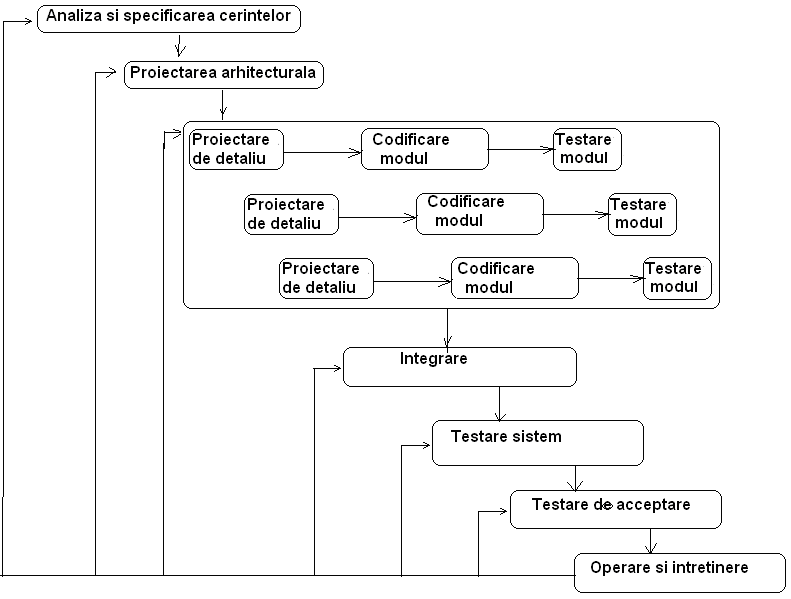 Analiza si specificarea cerintelor
Proiectarea arhitecturala
Proiectare
de detaliu
Codificare
modul
Testare
modul
Proiectare
de detaliu
Codificare
modul
Testare
modul
Proiectare
de detaliu
Codificare
modul
Testare
modul
Integrare
Testare sistem
Testare de acceptare
Operare si intretinere